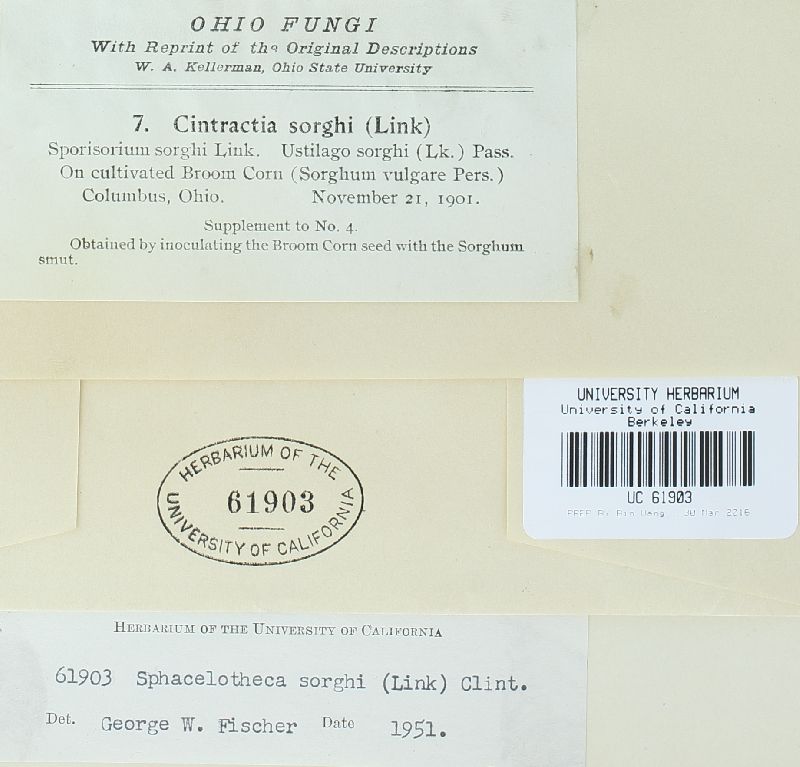 OHIO FUNGI
With Reprint of the Original Descriptions
W. A. Kellerman, Ohio State University
7. Cintractia sorghi (Link)
Sporisorium sorghi Link. Ustilago sorghi (Lk.) Pass.
On cultivated Broom Corn (Sorghum vulgare Pers.)
Columbus, Ohio. November 21, 1901.
Supplement to No. 4.
Obtained by inoculating the Broom Corn seed with the Sorghum
smut.
UNIVERSITY HERBARIUM
University of California
Berkeley
UC 61903
HERBARIUM OF THE
61903
UNIVERSITY OF CALIFORNIA
HERBARIUM OF THE UNIVERSITY OF CALIFORNIA
61903 Sphacelotheca sorghi (Link) Clint.
Det. George W. Fischer Date 1951.